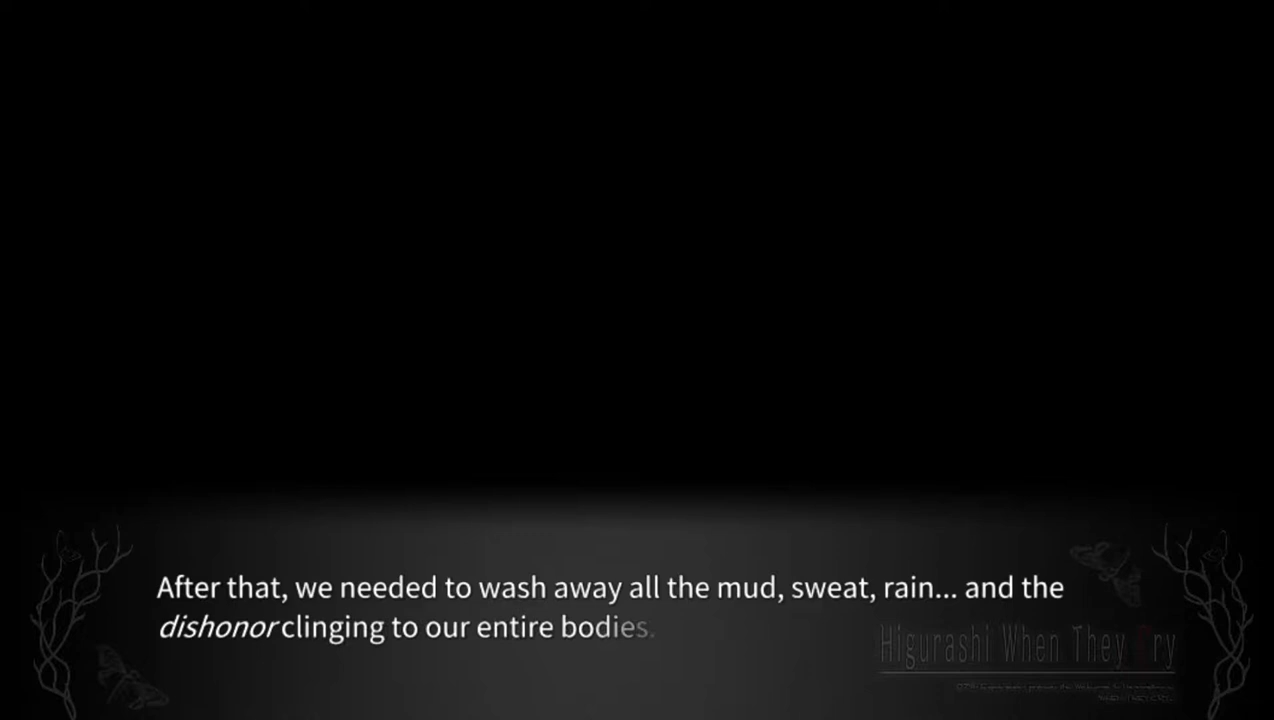 After that, we needed to wash away all the mud, sweat, rain... and the
dishonor clinging to our entire bodies.
Higurashi When They Cry